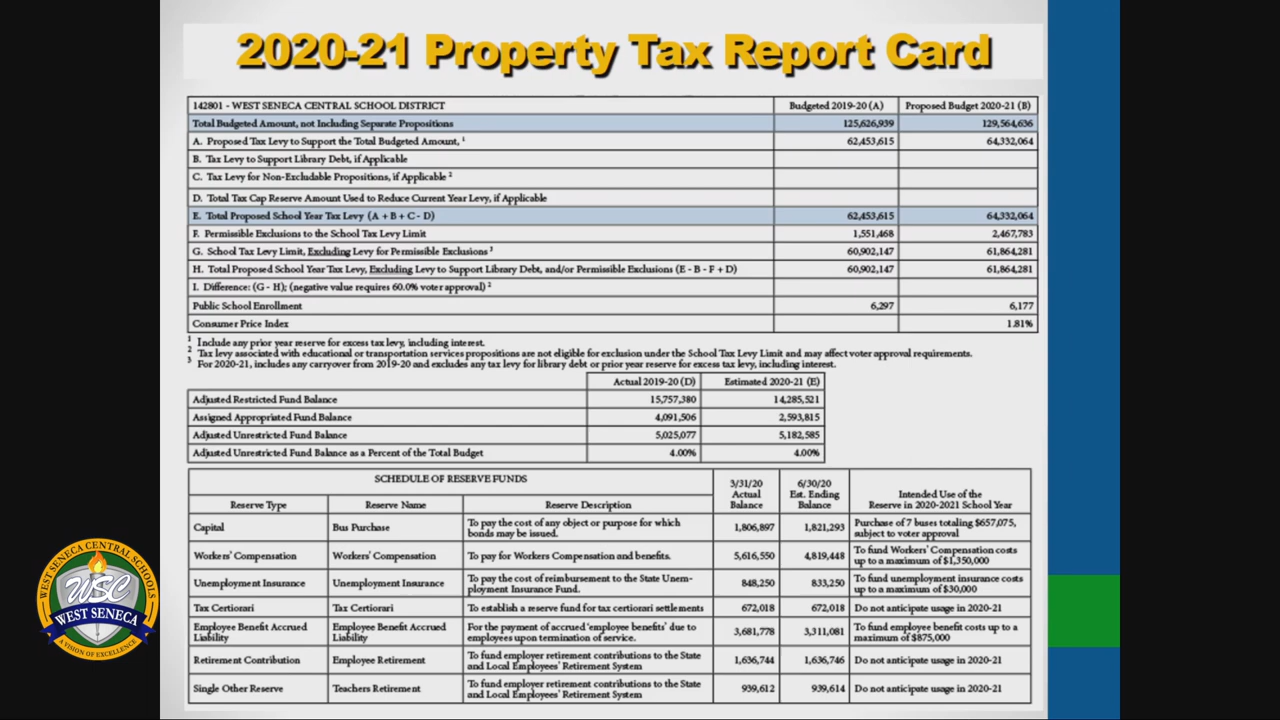 2020-21 Property Tax Report Card
142801 - WEST SENECA CENTRAL SCHOOL DISTRICT Budgeted 2019-20 (A) Proposed Budget 2020-21 (B)
Total Budgeted Amount, not Including Separate Propositions 125,626,939 129,564,636
A. Proposed Tax Levy to Support the Total Budgeted Amount, 1 62,453,615 64,332,064
B. Tax Levy to Support Library Debt, if Applicable
C. Tax Levy for Non-Excludable Propositions, if Applicable 2
D. Total Tax Cap Reserve Amount Used to Reduce Current Year Levy, if Applicable
E. Total Proposed School Year Tax Levy (A + B + C - D) 62,453,615 64,332,064
F. Permissible Exclusions to the School Tax Levy Limit 1,551,468 2,467,783
G. School Tax Levy Limit, Excluding Levy for Permissible Exclusions 3 60,902,147 61,864,281
H. Total Proposed School Year Tax Levy, Excluding Levy to Support Library Debt, and/or Permissible Exclusions (E - B - F + D) 60,902,147 61,864,281
I. Difference: (G - H); (negative value requires 60.0% voter approval) 2
Public School Enrollment 6,297 6,177
Consumer Price Index 1.81%
1 Include any prior year reserve for excess tax levy, including interest.
2 Tax levy associated with educational or transportation services propositions are not eligible for exclusion under the School Tax Levy Limit and may affect voter approval requirements.
3 For 2020-21, includes any carryover from 2019-20 and excludes any tax levy for library debt or prior year reserve for excess tax levy, including interest.
Actual 2019-20 (D) Estimated 2020-21 (E)
Adjusted Restricted Fund Balance 15,757,380 14,285,521
Assigned Appropriated Fund Balance 4,091,506 2,593,815
Adjusted Unrestricted Fund Balance 5,025,077 5,182,585
Adjusted Unrestricted Fund Balance as a Percent of the Total Budget 4.00% 4.00%
SCHEDULE OF RESERVE FUNDS
Reserve Type Reserve Name Reserve Description
3/31/20 Actual Balance
6/30/20 Est. Ending Balance
Intended Use of the Reserve in 2020-2021 School Year
Capital Bus Purchase To pay the cost of any object or purpose for which bonds may be issued. 1,806,897 1,821,293 Purchase of 7 buses totaling $657,075, subject to voter approval
Workers' Compensation Workers' Compensation To pay for Workers Compensation and benefits. 5,616,550 4,819,448 To fund Workers' Compensation costs up to a maximum of $1,350,000
Unemployment Insurance Unemployment Insurance To pay the cost of reimbursement to the State Unem-ployment Insurance Fund. 848,250 833,250 To fund unemployment insurance costs up to a maximum of $30,000
Tax Certiorari Tax Certiorari To establish a reserve fund for tax certiorari settlements 672,018 672,018 Do not anticipate usage in 2020-21
Employee Benefit Accrued Liability Employee Benefit Accrued Liability For the payment of accrued 'employee benefits' due to employees upon termination of service. 3,681,778 3,311,081 To fund employee benefit costs up to a maximum of $875,000
Retirement Contribution Employee Retirement To fund employer retirement contributions to the State and Local Employees' Retirement System 1,636,744 1,636,746 Do not anticipate usage in 2020-21
Single Other Reserve Teachers Retirement To fund employer retirement contributions to the State and Local Employees' Retirement System 939,612 939,614 Do not anticipate usage in 2020-21
WEST SENECA CENTRAL SCHOOLS
WSC
WEST SENECA
A VISION OF EXCELLENCE